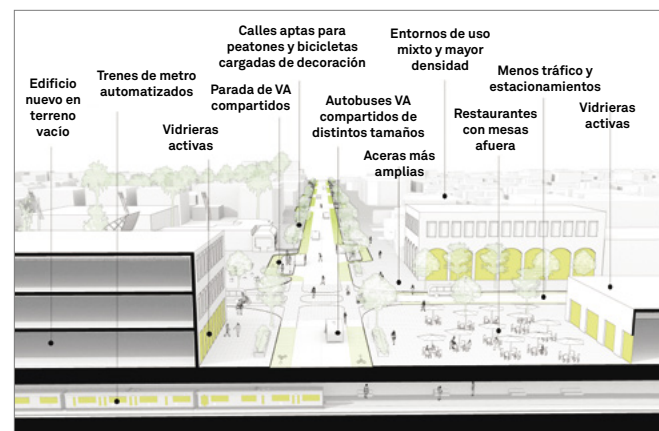 Calles aptas para
peatones y bicicletas
cargadas de decoración
Entornos de uso
mixto y mayor
densidad
Edificio
nuevo en
terreno
vacío
Trenes de metro
automatizados
Vidrieras
activas
Parada de VA
compartidos
Autobuses VA
compartidos de
distintos tamaños
Aceras más
amplias
Restaurantes
con mesas
afuera
Menos tráfico y
estacionamientos
Vidrieras
activas